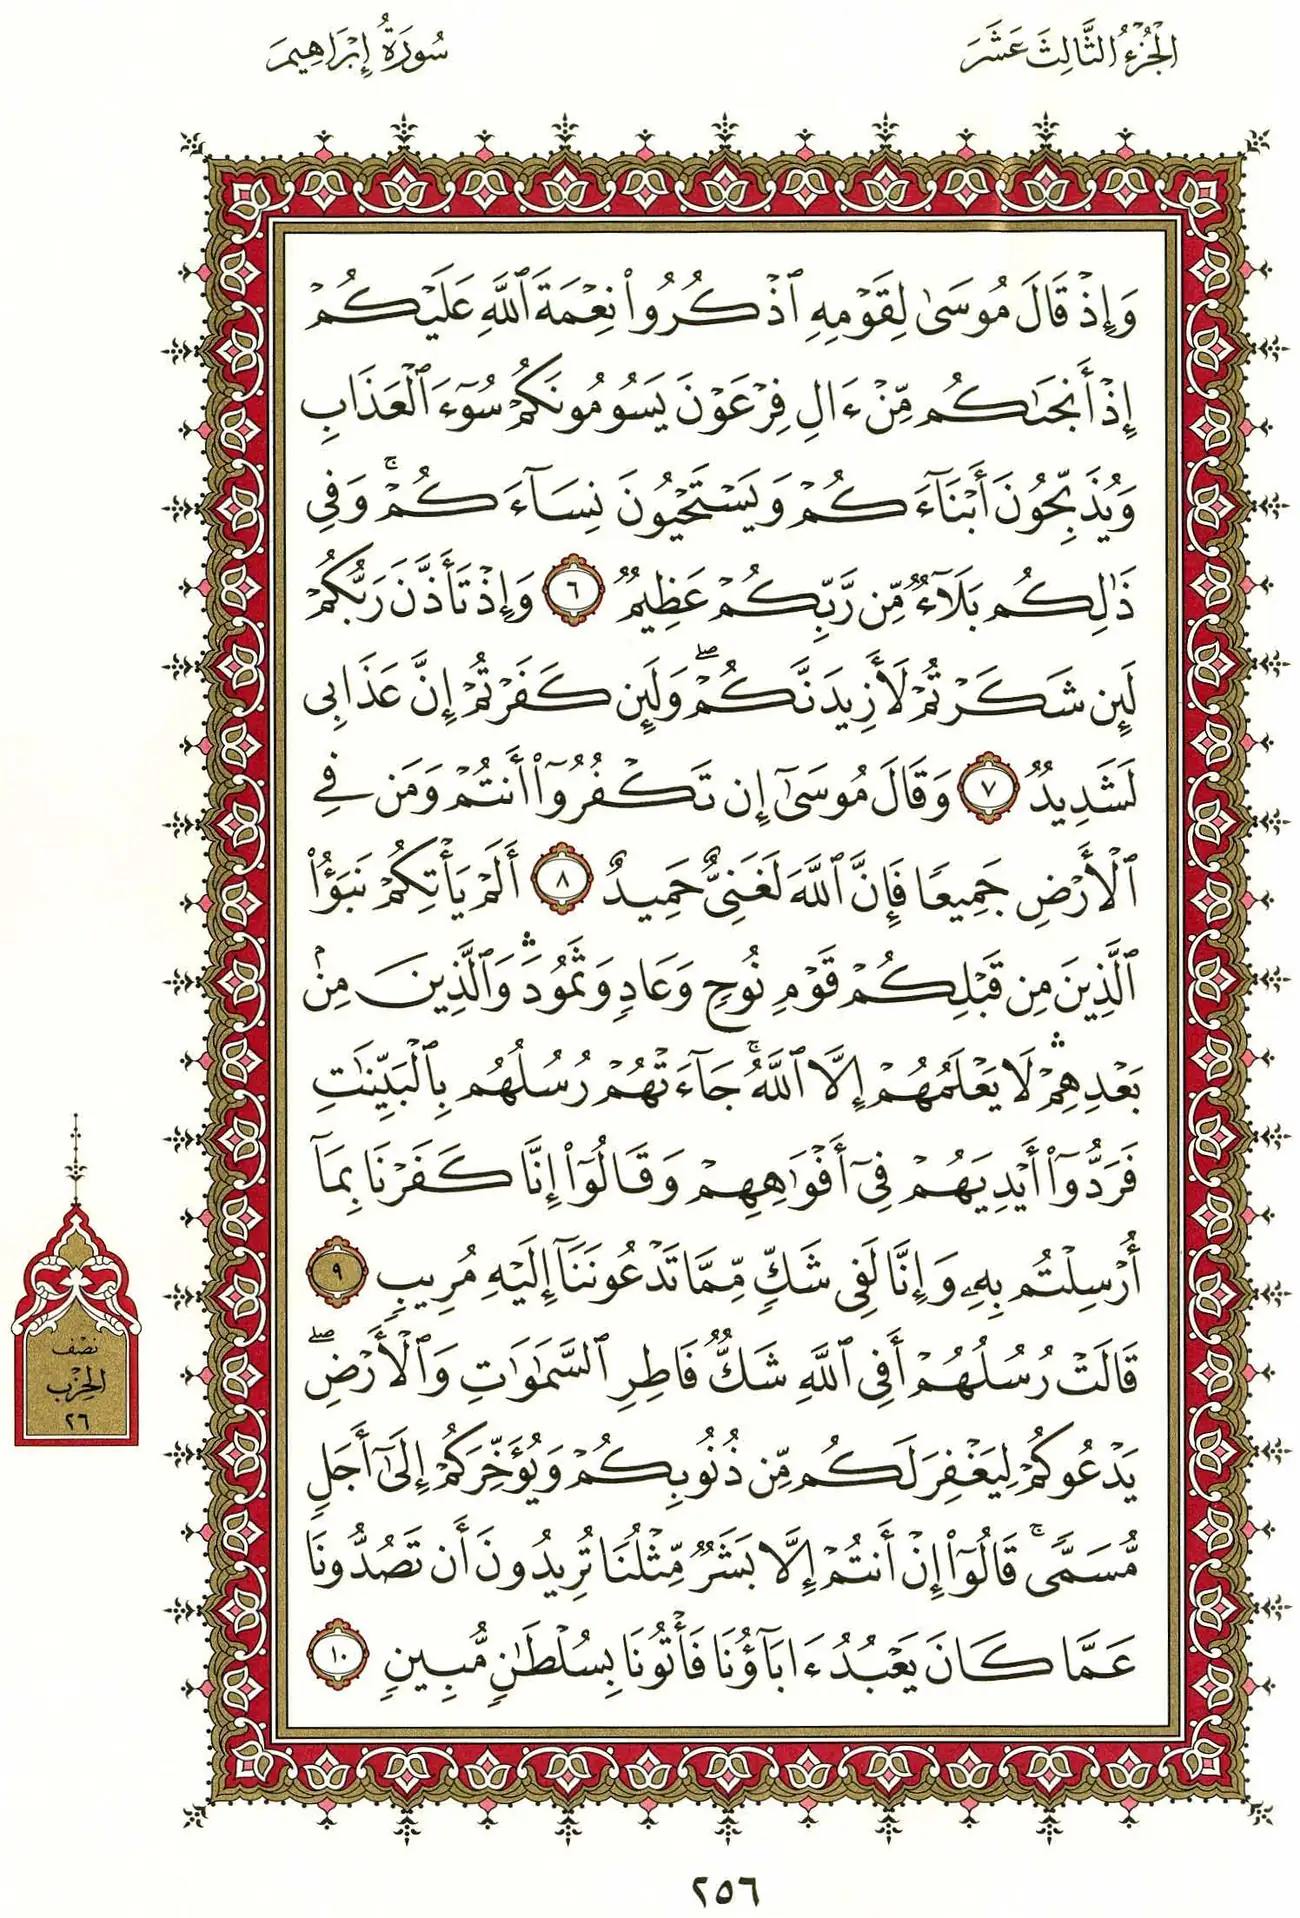 الجزء الثالث عشر
سورة إبراهيم
وَإِذْ قَالَ مُوسَىٰ لِقَوْمِهِ ٱذْكُرُوا۟ نِعْمَةَ ٱللَّهِ عَلَيْكُمْ
إِذْ أَنجَىٰكُم مِّنْ ءَالِ فِرْعَوْنَ يَسُومُونَكُمْ سُوٓءَ ٱلْعَذَابِ
وَيُذَبِّحُونَ أَبْنَآءَكُمْ وَيَسْتَحْيُونَ نِسَآءَكُمْ ۚ وَفِى
ذَٰلِكُم بَلَآءٌ مِّن رَّبِّكُمْ عَظِيمٌ ٦ وَإِذْ تَأَذَّنَ رَبُّكُمْ
لَئِن شَكَرْتُمْ لَأَزِيدَنَّكُمْ ۖ وَلَئِن كَفَرْتُمْ إِنَّ عَذَابِى
لَشَدِيدٌ ٧ وَقَالَ مُوسَىٰٓ إِن تَكْفُرُوٓا۟ أَنتُمْ وَمَن فِى
ٱلْأَرْضِ جَمِيعًا فَإِنَّ ٱللَّهَ لَغَنِىٌّ حَمِيدٌ ٨ أَلَمْ يَأْتِكُمْ نَبَؤُا۟
ٱلَّذِينَ مِن قَبْلِكُمْ قَوْمِ نُوحٍ وَعَادٍ وَثَمُودَ ۛ وَٱلَّذِينَ مِنۢ
بَعْدِهِمْ ۛ لَا يَعْلَمُهُمْ إِلَّا ٱللَّهُ ۚ جَآءَتْهُمْ رُسُلُهُم بِٱلْبَيِّنَـٰتِ
فَرَدُّوٓا۟ أَيْدِيَهُمْ فِىٓ أَفْوَٰهِهِمْ وَقَالُوٓا۟ إِنَّا كَفَرْنَا بِمَآ
أُرْسِلْتُم بِهِۦ وَإِنَّا لَفِى شَكٍّ مِّمَّا تَدْعُونَنَآ إِلَيْهِ مُرِيبٍ ٩
قَالَتْ رُسُلُهُمْ أَفِى ٱللَّهِ شَكٌّ فَاطِرِ ٱلسَّمَـٰوَٰتِ وَٱلْأَرْضِ ۖ
يَدْعُوكُمْ لِيَغْفِرَ لَكُم مِّن ذُنُوبِكُمْ وَيُؤَخِّرَكُمْ إِلَىٰٓ أَجَلٍ
مُّسَمًّى ۚ قَالُوٓا۟ إِنْ أَنتُمْ إِلَّا بَشَرٌ مِّثْلُنَا تُرِيدُونَ أَن تَصُدُّونَا
عَمَّا كَانَ يَعْبُدُ ءَابَآؤُنَا فَأْتُونَا بِسُلْطَـٰنٍ مُّبِينٍ ١٠
نصف
الحزب
٢٦
٢٥٦